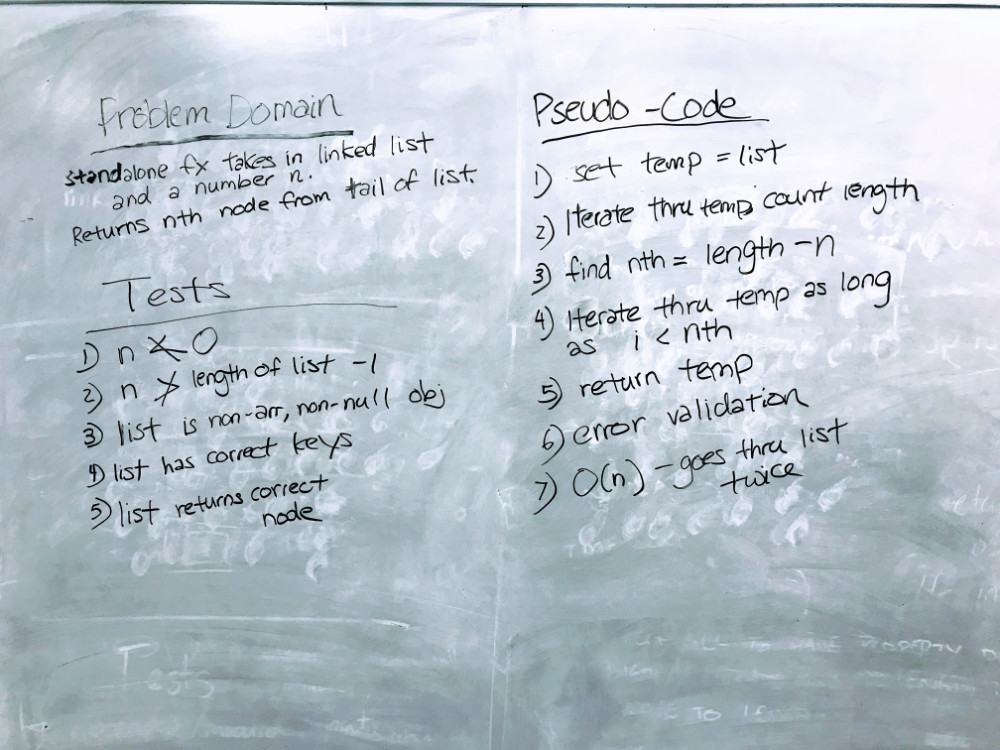 Problem Domain
standalone fx takes in linked list
and a number n.
Returns nth node from tail of list.
Tests
1) n ≮ 0
2) n ≯ length of list -1
3) list is non-arr, non-null obj
4) list has correct keys
5) list returns correct
node
Pseudo-Code
1) set temp = list
2) Iterate thru temp count length
3) find nth = length - n
4) Iterate thru temp as long
as i < nth
5) return temp
6) error validation
7) O(n) - goes thru list
twice